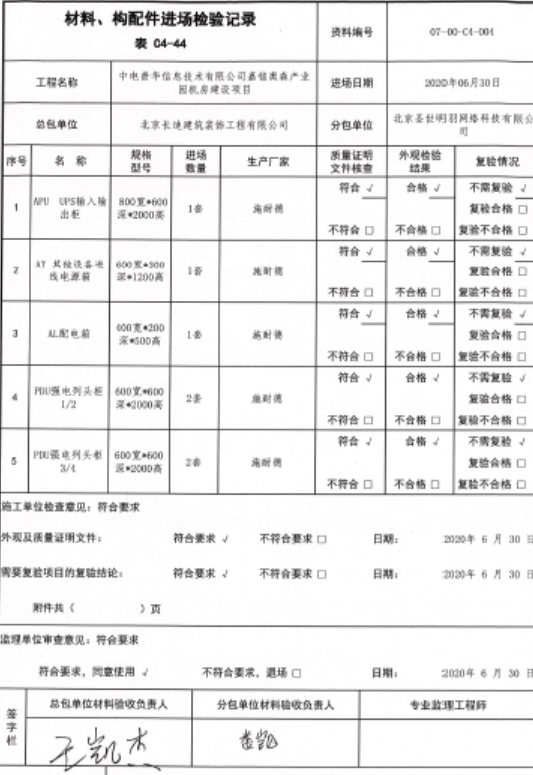 材料、构配件进场检验记录
表 C4-44
资料编号
07-00-C4-001
工程名称
中电普华信息技术有限公司嘉铭奥森产业
园机房建设项目
进场日期
2020年06月30日
总包单位
北京长建建筑装饰工程有限公司
分包单位
北京圣世明羽网络科技有限公
司
序号 名 称 规格型号 进场数量 生产厂家 质量证明文件核查 外观检验结果 复验情况
1 APU UPS输入输出柜 800宽*600深*2000高 1套 施耐德
符合 √ 合格 √ 不需复验 √
复验合格 □
不符合 □ 不合格 □ 复验不合格 □
2 AT 其他设备进线电源箱 600宽*300深*1200高 1套 施耐德
符合 √ 合格 √ 不需复验 √
复验合格 □
不符合 □ 不合格 □ 复验不合格 □
3 AL配电箱 400宽*200深*500高 1套 施耐德
符合 √ 合格 √ 不需复验 √
复验合格 □
不符合 □ 不合格 □ 复验不合格 □
4 PDU强电列头柜1/2 600宽*600深*2000高 2套 施耐德
符合 √ 合格 √ 不需复验 √
复验合格 □
不符合 □ 不合格 □ 复验不合格 □
5 PDU强电列头柜3/4 600宽*600深*2000高 2套 施耐德
符合 √ 合格 √ 不需复验 √
复验合格 □
不符合 □ 不合格 □ 复验不合格 □
施工单位检查意见：符合要求
外观及质量证明文件： 符合要求 √ 不符合要求 □ 日期： 2020年 6 月 30 日
需要复验项目的复验结论： 符合要求 √ 不符合要求 □ 日期： 2020年 6 月 30 日
附件共（ ）页
监理单位审查意见：符合要求
符合要求，同意使用 √ 不符合要求，退场 □ 日期： 2020年 6 月 30 日
签字栏 总包单位材料验收负责人 分包单位材料验收负责人 专业监理工程师
王凯杰